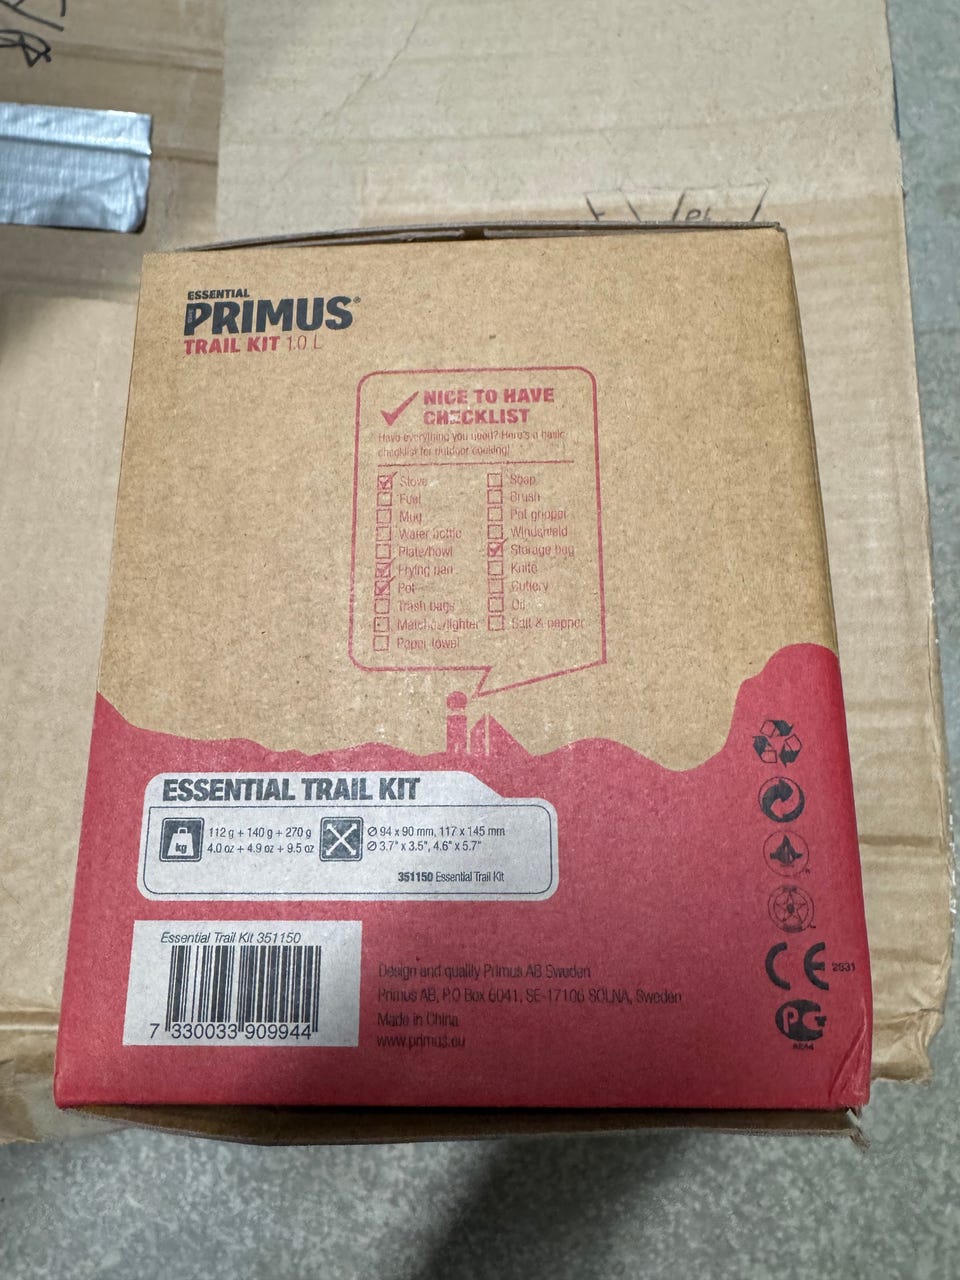 ESSENTIAL
PRIMUS®
TRAIL KIT 1.0 L
NICE TO HAVE
CHECKLIST
Have everything you need? Here's a basic
checklist for outdoor cooking!
Stove
Fuel
Mug
Water bottle
Plate/bowl
Frying pan
Pot
Trash bags
Matches/lighter
Paper towel
Soap
Brush
Pot gripper
Windshield
Storage bag
Knife
Cutlery
Oil
Salt & pepper
ESSENTIAL TRAIL KIT
kg
112 g + 140 g + 270 g
4.0 oz + 4.9 oz + 9.5 oz
Ø 94 x 90 mm, 117 x 145 mm
Ø 3.7" x 3.5", 4.6" x 5.7"
351150 Essential Trail Kit
Essential Trail Kit 351150
7 330033 909944
Design and quality Primus AB Sweden
Primus AB, P.O Box 6041, SE-17106 SOLNA, Sweden
Made in China
www.primus.eu
CE 2531